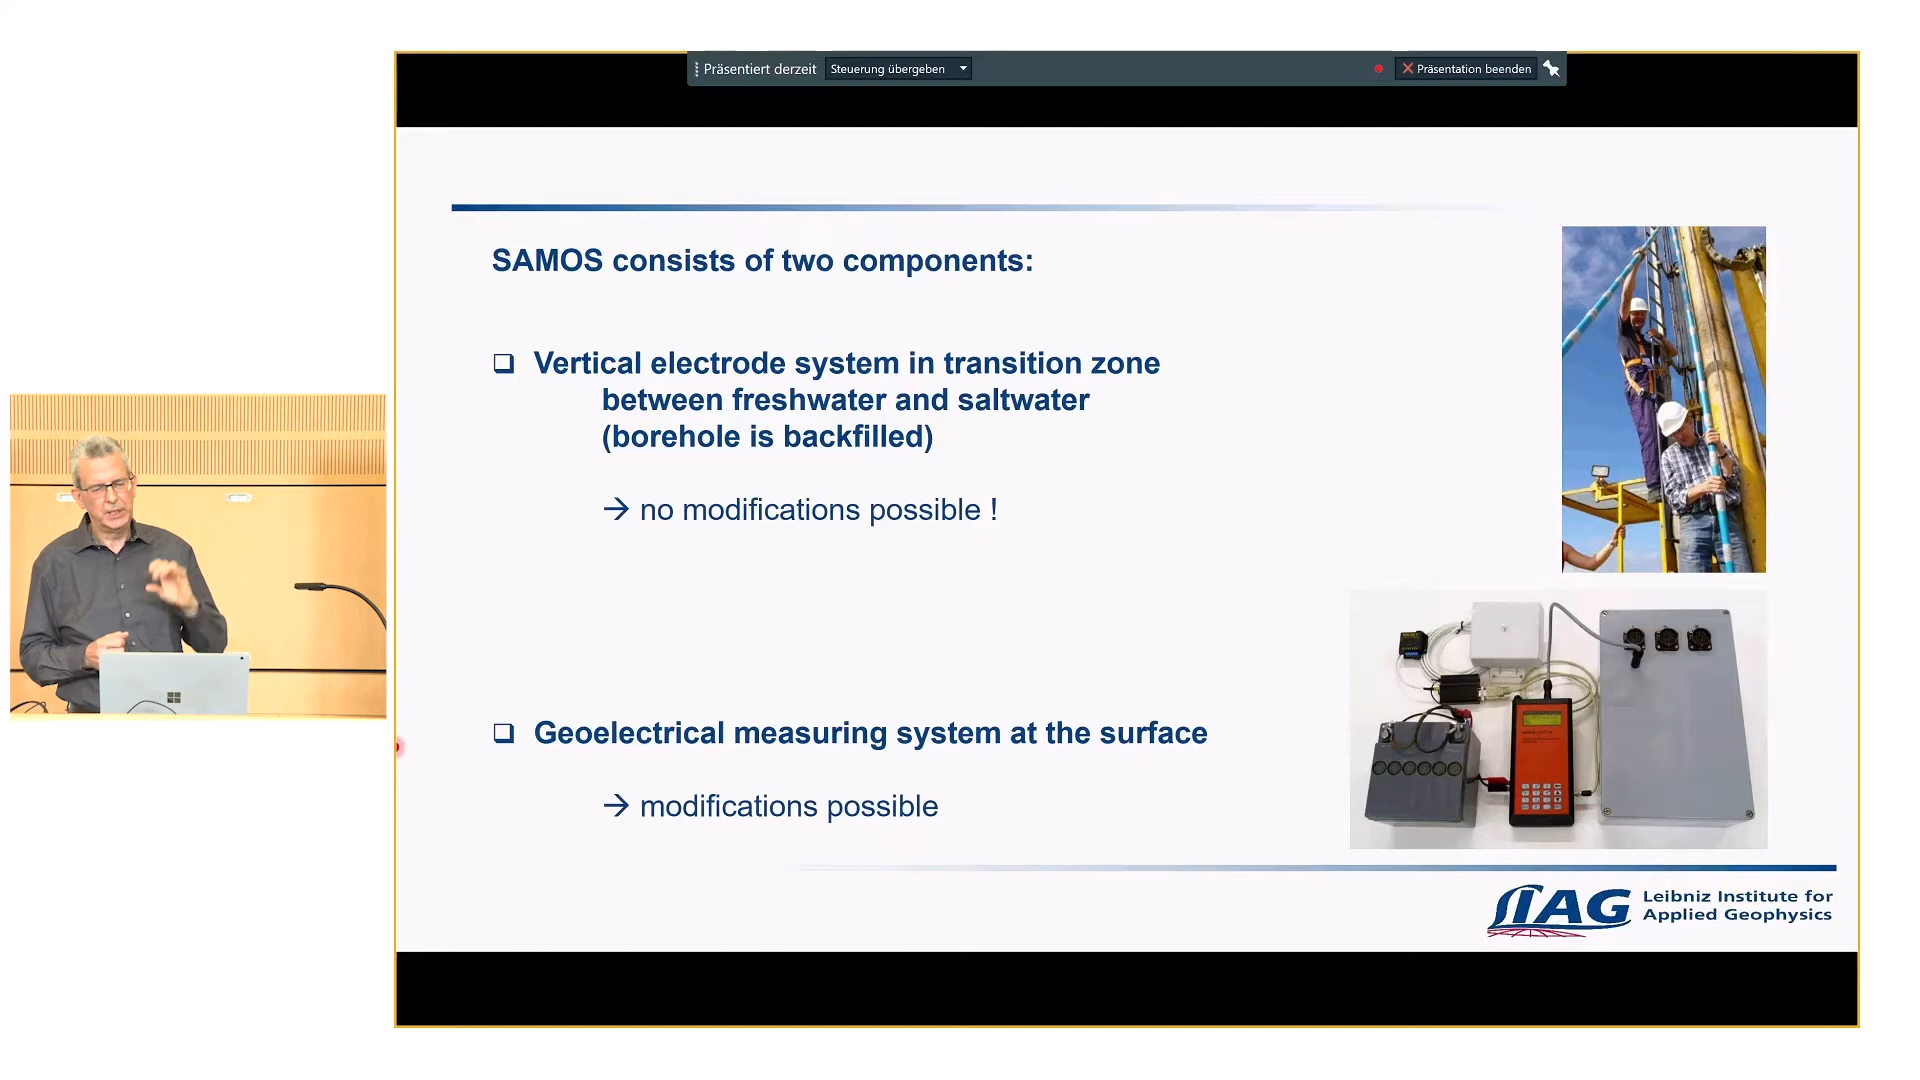 Präsentiert derzeit Steuerung übergeben Präsentation beenden
SAMOS consists of two components:
❑ Vertical electrode system in transition zone
between freshwater and saltwater
(borehole is backfilled)
→ no modifications possible !
❑ Geoelectrical measuring system at the surface
→ modifications possible
LIAG Leibniz Institute for
Applied Geophysics